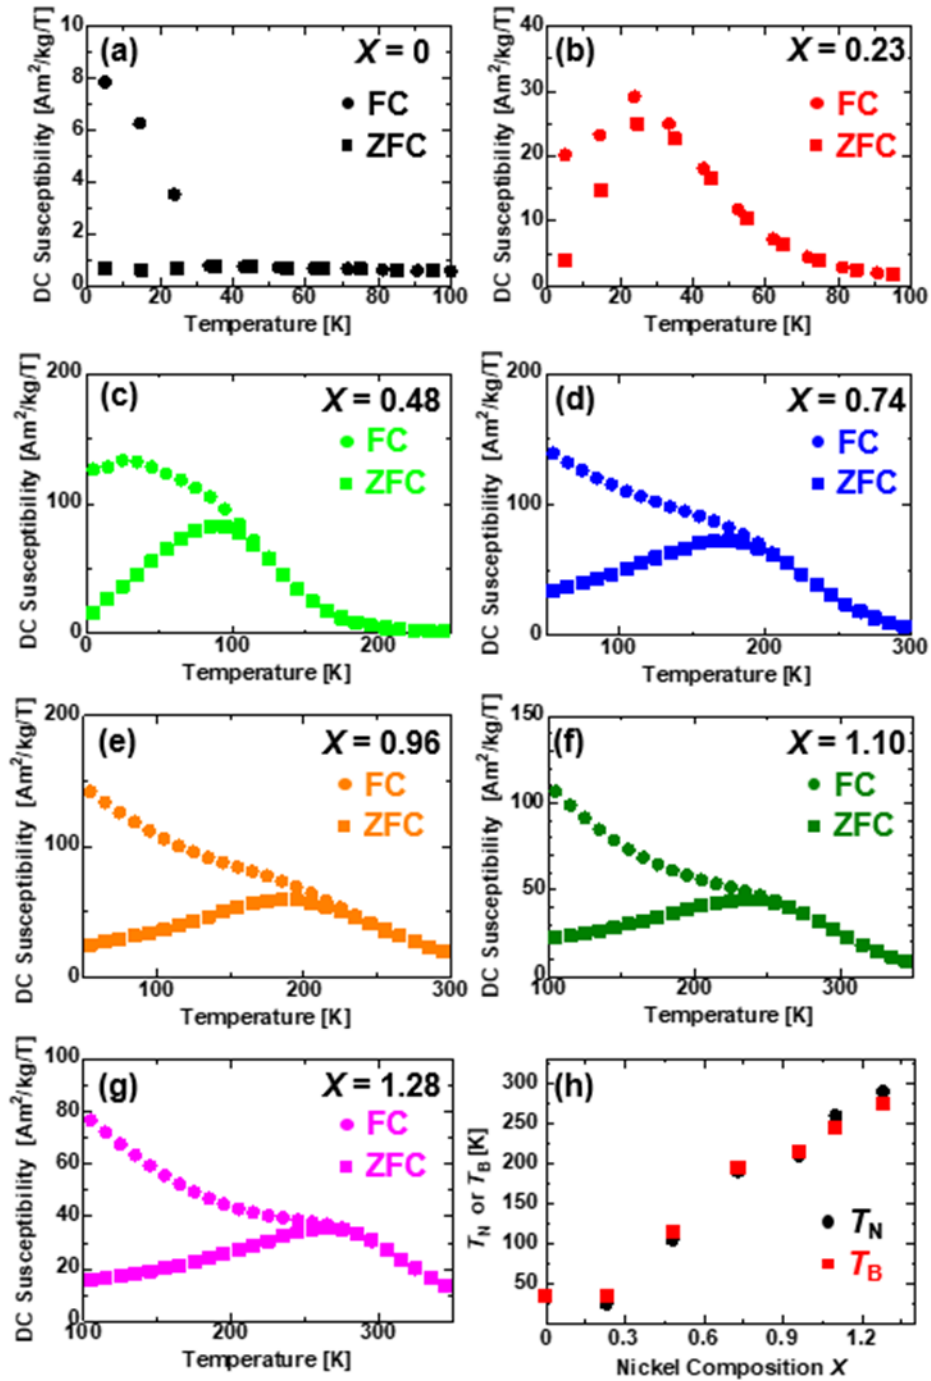 (a) X = 0
FC
ZFC
DC Susceptibility [Am²/kg/T]
10
8
6
4
2
0
0 20 40 60 80 100
Temperature [K]
(b) X = 0.23
FC
ZFC
DC Susceptibility [Am²/kg/T]
40
30
20
10
0
0 20 40 60 80 100
Temperature [K]
(c) X = 0.48
FC
ZFC
DC Susceptibility [Am²/kg/T]
200
100
0
0 100 200
Temperature [K]
(d) X = 0.74
FC
ZFC
DC Susceptibility [Am²/kg/T]
200
100
0
100 200 300
Temperature [K]
(e) X = 0.96
FC
ZFC
DC Susceptibility [Am²/kg/T]
200
100
0
100 200 300
Temperature [K]
(f) X = 1.10
FC
ZFC
DC Susceptibility [Am²/kg/T]
150
100
50
0
100 200 300
Temperature [K]
(g) X = 1.28
FC
ZFC
DC Susceptibility [Am²/kg/T]
100
80
60
40
20
0
100 200 300
Temperature [K]
(h)
T_N or T_B [K]
300
250
200
150
100
50
T_N
T_B
0 0.3 0.6 0.9 1.2
Nickel Composition X